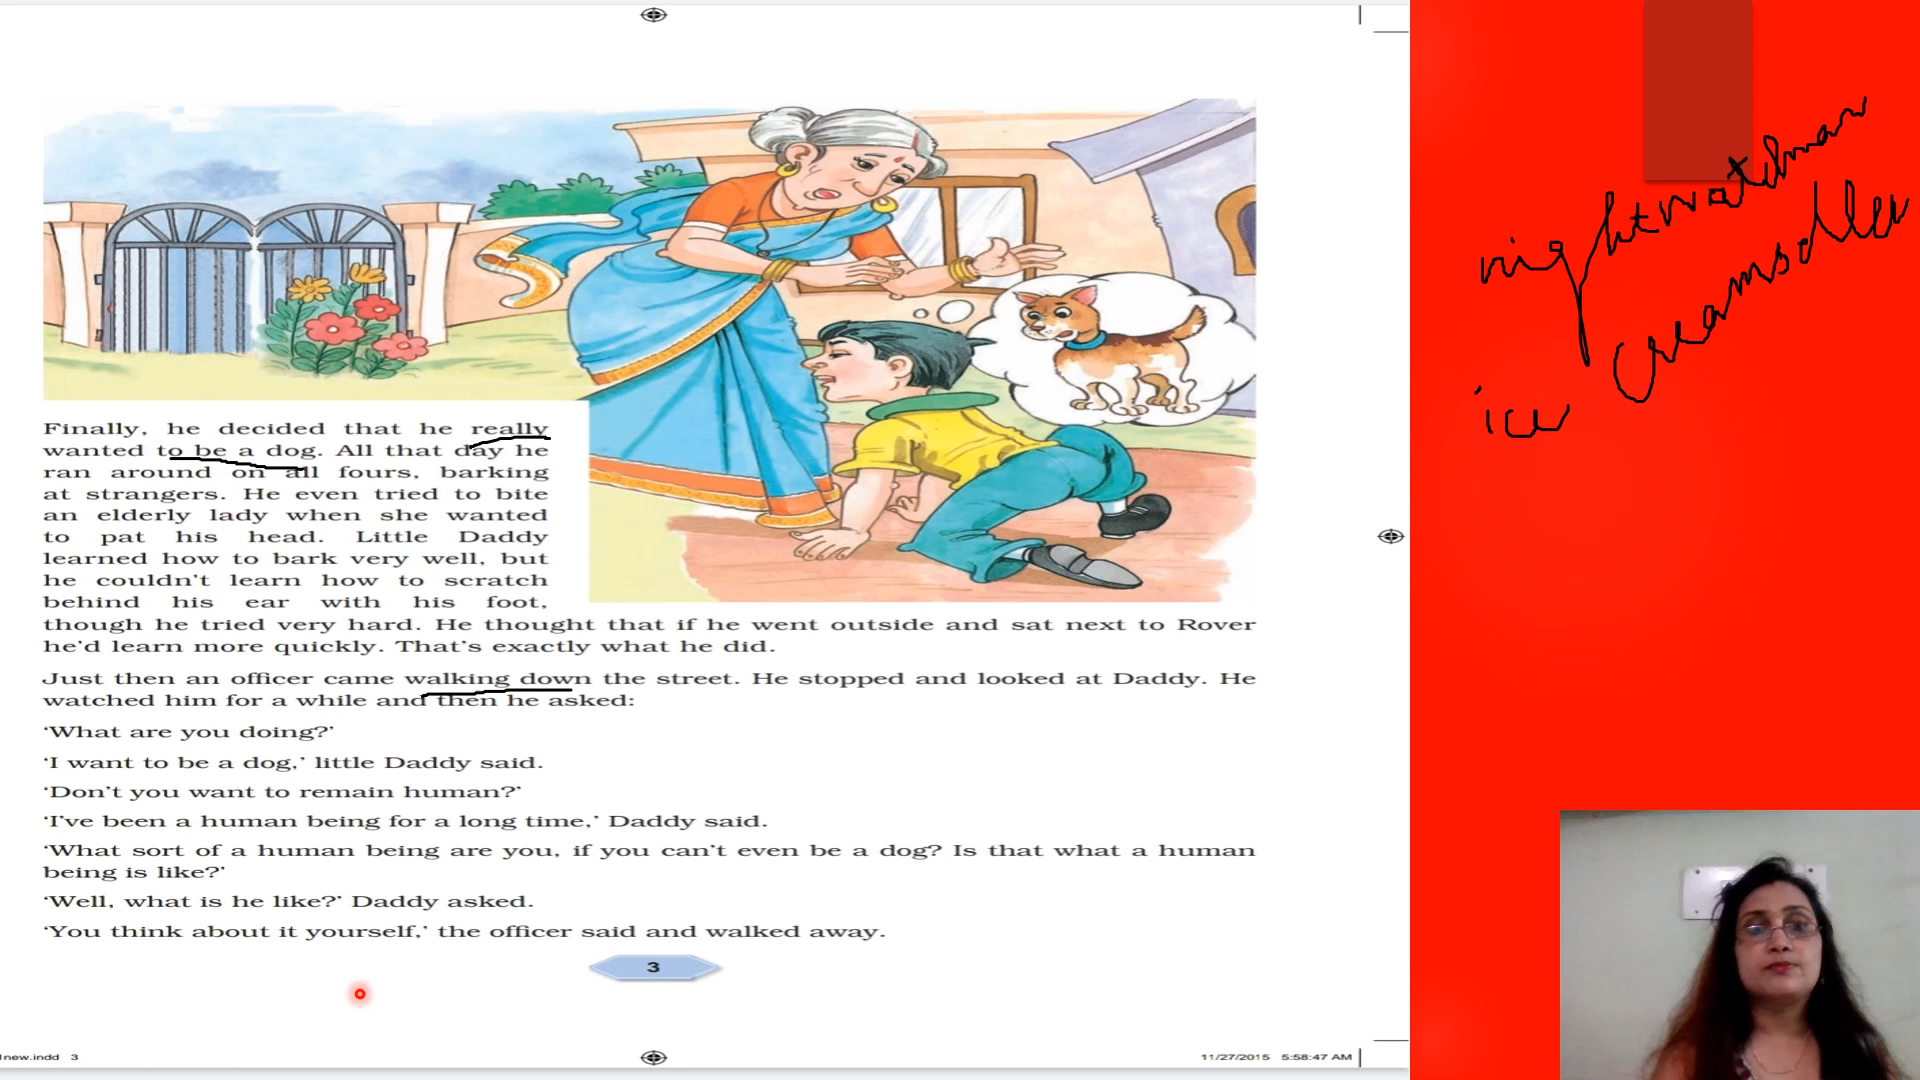 Finally, he decided that he really
wanted to be a dog. All that day he
ran around on all fours, barking
at strangers. He even tried to bite
an elderly lady when she wanted
to pat his head. Little Daddy
learned how to bark very well, but
he couldn't learn how to scratch
behind his ear with his foot,
though he tried very hard. He thought that if he went outside and sat next to Rover
he'd learn more quickly. That's exactly what he did.
Just then an officer came walking down the street. He stopped and looked at Daddy. He
watched him for a while and then he asked:
‘What are you doing?’
‘I want to be a dog,’ little Daddy said.
‘Don't you want to remain human?’
‘I've been a human being for a long time,’ Daddy said.
‘What sort of a human being are you, if you can't even be a dog? Is that what a human
being is like?’
‘Well, what is he like?’ Daddy asked.
‘You think about it yourself,’ the officer said and walked away.
3
1new.indd 3
11/27/2015 5:58:47 AM
nightwatchman
ice